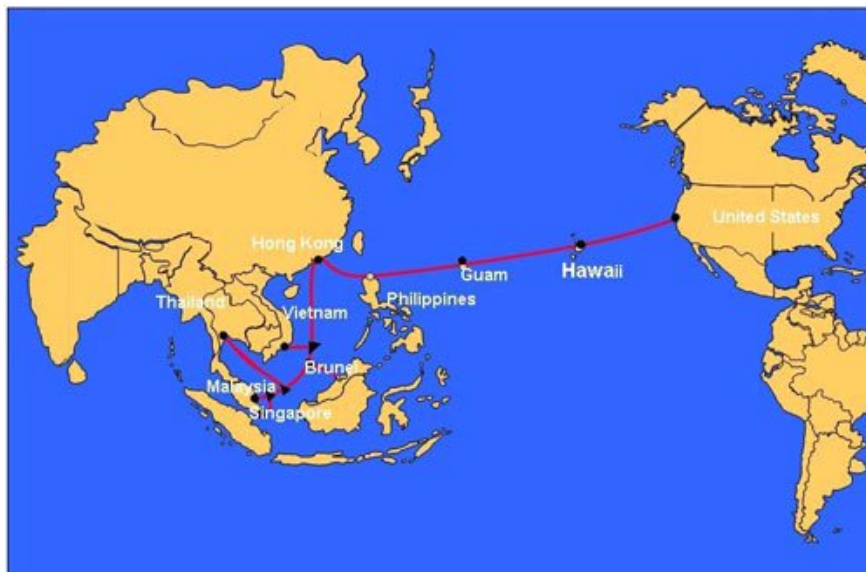 United States
Hong Kong
Guam
Hawaii
Thailand
Vietnam
Philippines
Brunei
Malaysia
Singapore